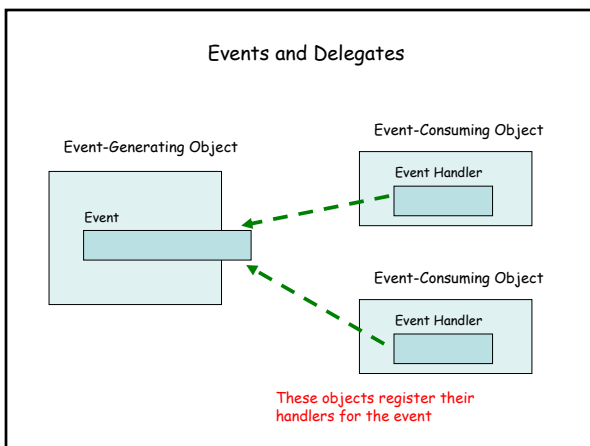 Events and Delegates
Event-Generating Object
Event
Event-Consuming Object
Event Handler
Event-Consuming Object
Event Handler
These objects register their
handlers for the event